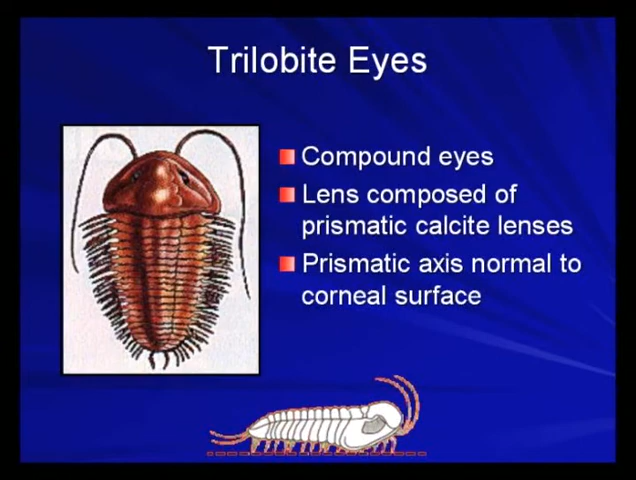 Trilobite Eyes
Compound eyes
Lens composed of
prismatic calcite lenses
Prismatic axis normal to
corneal surface